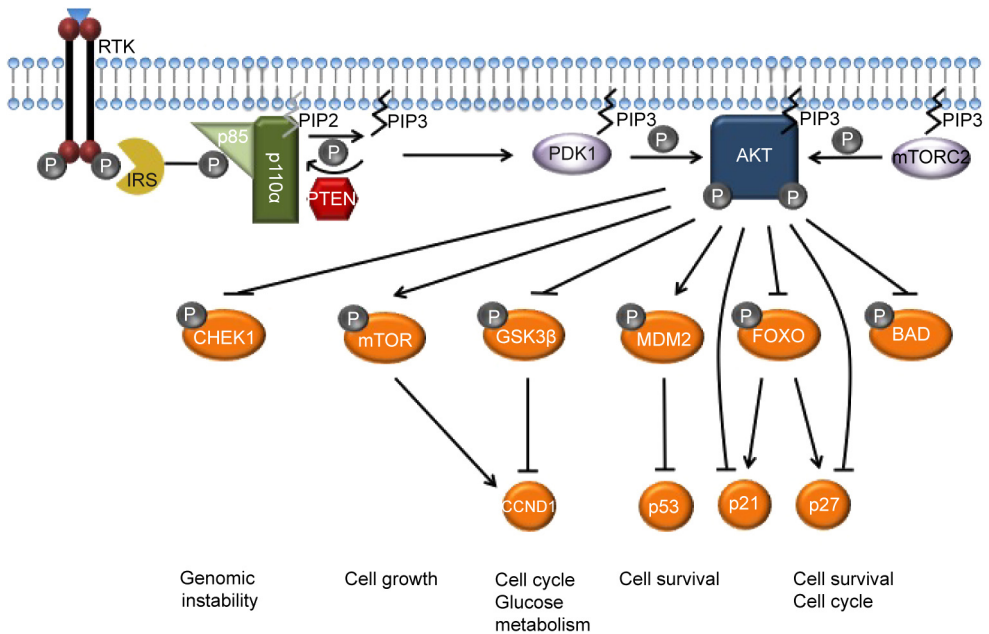 RTK
PIP2
PIP3
PIP3
PIP3
PIP3
p85
p110α
P
P
IRS
P
P
PTEN
PDK1
P
AKT
P
mTORC2
P
P
P
CHEK1
P
mTOR
P
GSK3β
P
MDM2
P
FOXO
P
BAD
CCND1
p53
p21
p27
Genomic
instability
Cell growth
Cell cycle
Glucose
metabolism
Cell survival
Cell survival
Cell cycle